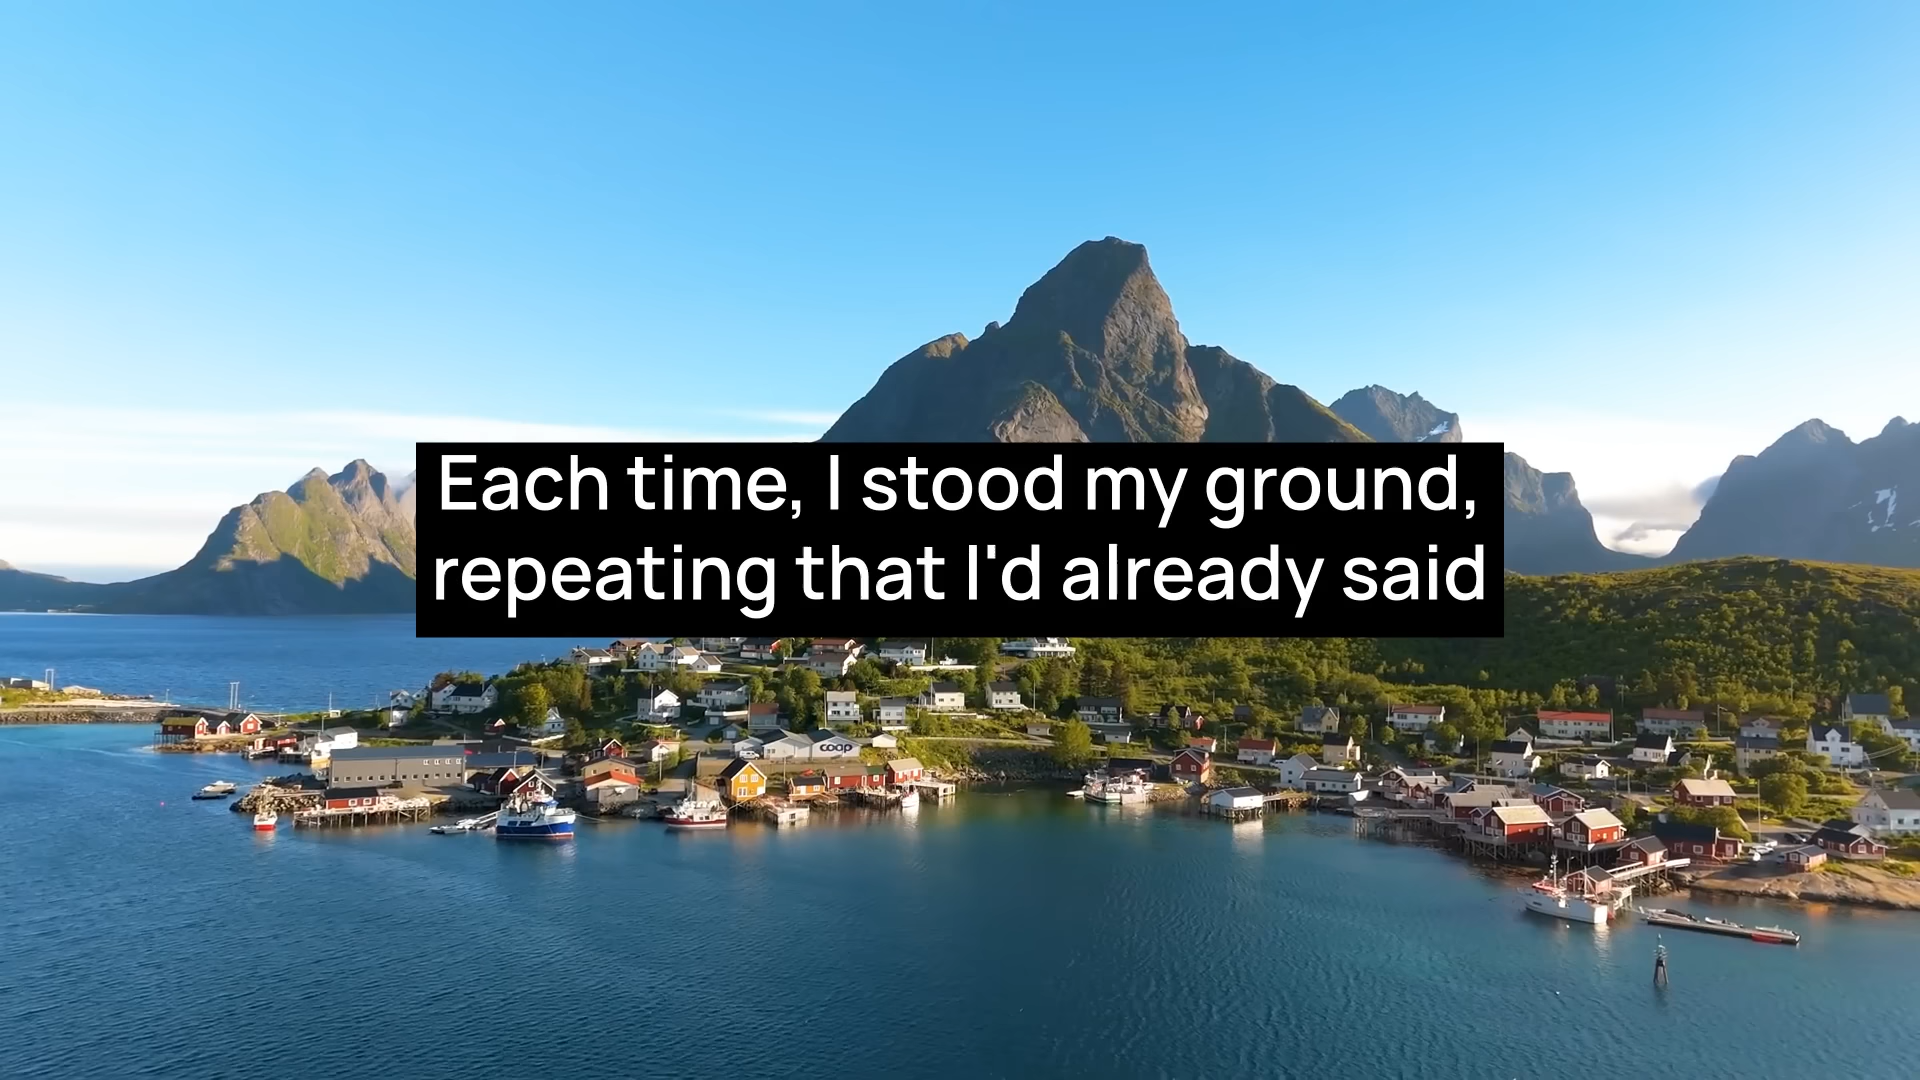 Each time, I stood my ground,
repeating that I'd already said
coop